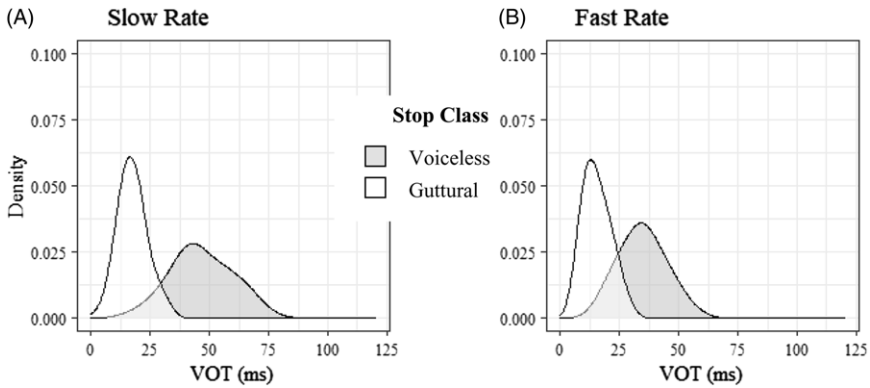 (A) Slow Rate
0.100
0.075
0.050
0.025
0.000
Density
0 25 50 75 100 125
VOT (ms)
Stop Class
Voiceless
Guttural
(B) Fast Rate
0.100
0.075
0.050
0.025
0.000
0 25 50 75 100 125
VOT (ms)